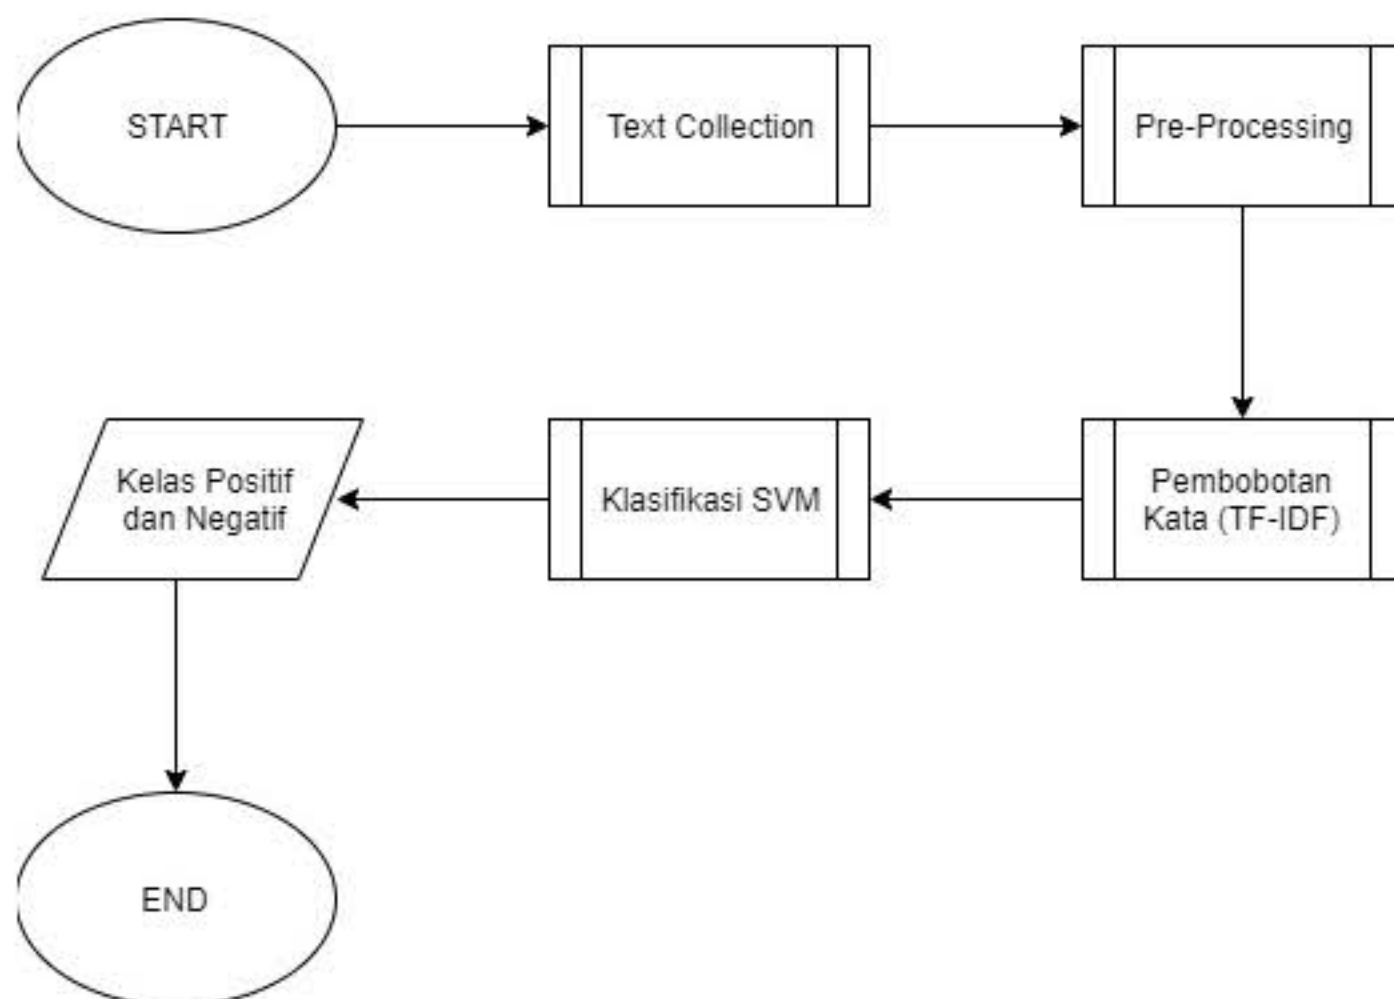 START
Text Collection
Pre-Processing
Pembobotan
Kata (TF-IDF)
Klasifikasi SVM
Kelas Positif
dan Negatif
END